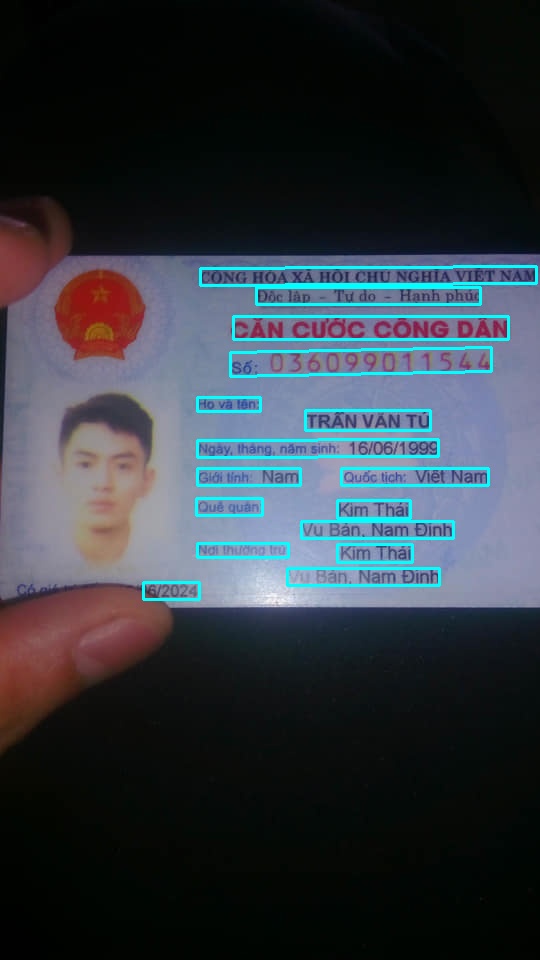 CỘNG HÒA XÃ HỘI CHỦ NGHĨA VIỆT NAM
Độc lập - Tự do - Hạnh phúc
CĂN CƯỚC CÔNG DÂN
Số: 036099011544
Họ và tên:
TRẦN VĂN TÚ
Ngày, tháng, năm sinh: 16/06/1999
Giới tính: Nam Quốc tịch: Việt Nam
Quê quán
Kim Thái
Vụ Bản, Nam Định
Nơi thường trú
Kim Thái
Vụ Bản, Nam Định
Có giá 6/2024